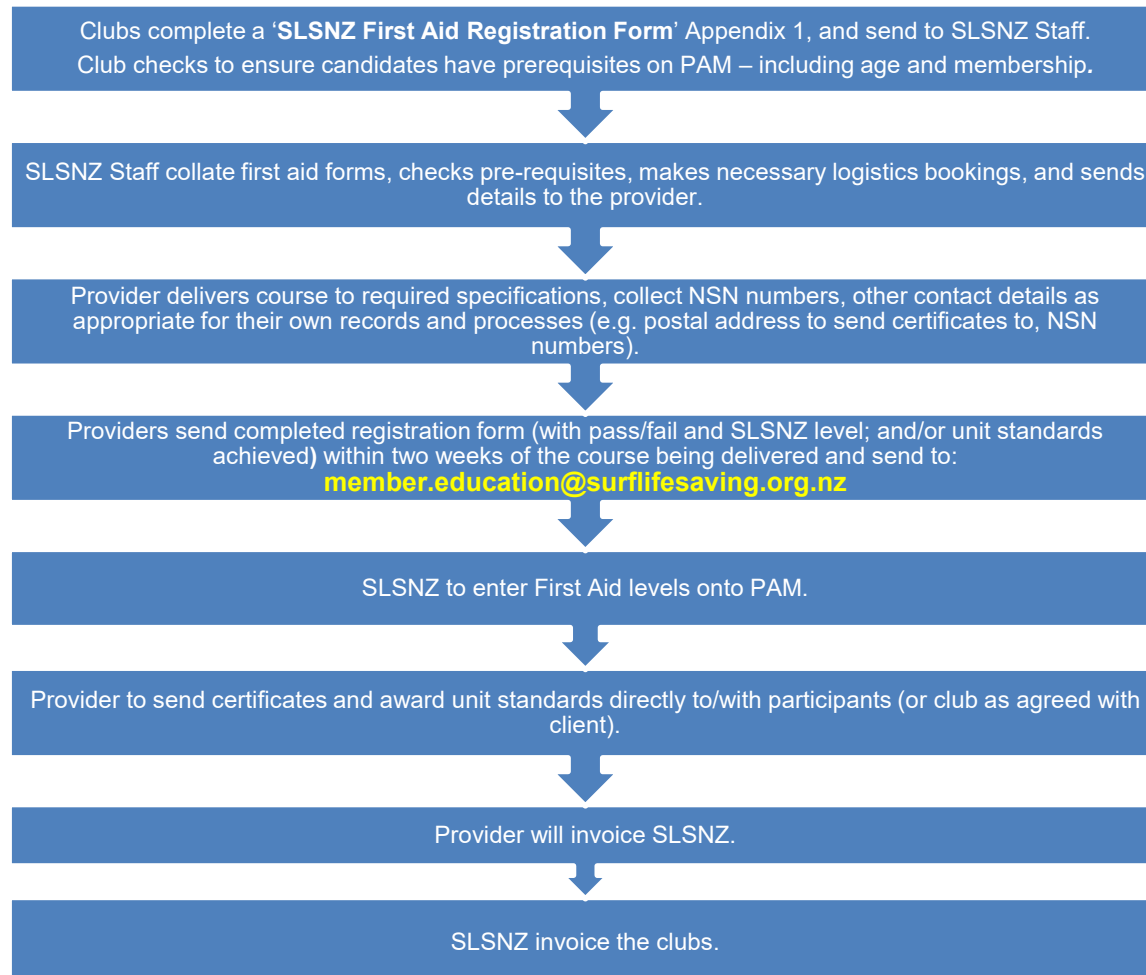 Clubs complete a ‘SLSNZ First Aid Registration Form’ Appendix 1, and send to SLSNZ Staff.
Club checks to ensure candidates have prerequisites on PAM – including age and membership.
SLSNZ Staff collate first aid forms, checks pre-requisites, makes necessary logistics bookings, and sends
details to the provider.
Provider delivers course to required specifications, collect NSN numbers, other contact details as
appropriate for their own records and processes (e.g. postal address to send certificates to, NSN
numbers).
Providers send completed registration form (with pass/fail and SLSNZ level; and/or unit standards
achieved) within two weeks of the course being delivered and send to:
member.education@surflifesaving.org.nz
SLSNZ to enter First Aid levels onto PAM.
Provider to send certificates and award unit standards directly to/with participants (or club as agreed with
client).
Provider will invoice SLSNZ.
SLSNZ invoice the clubs.